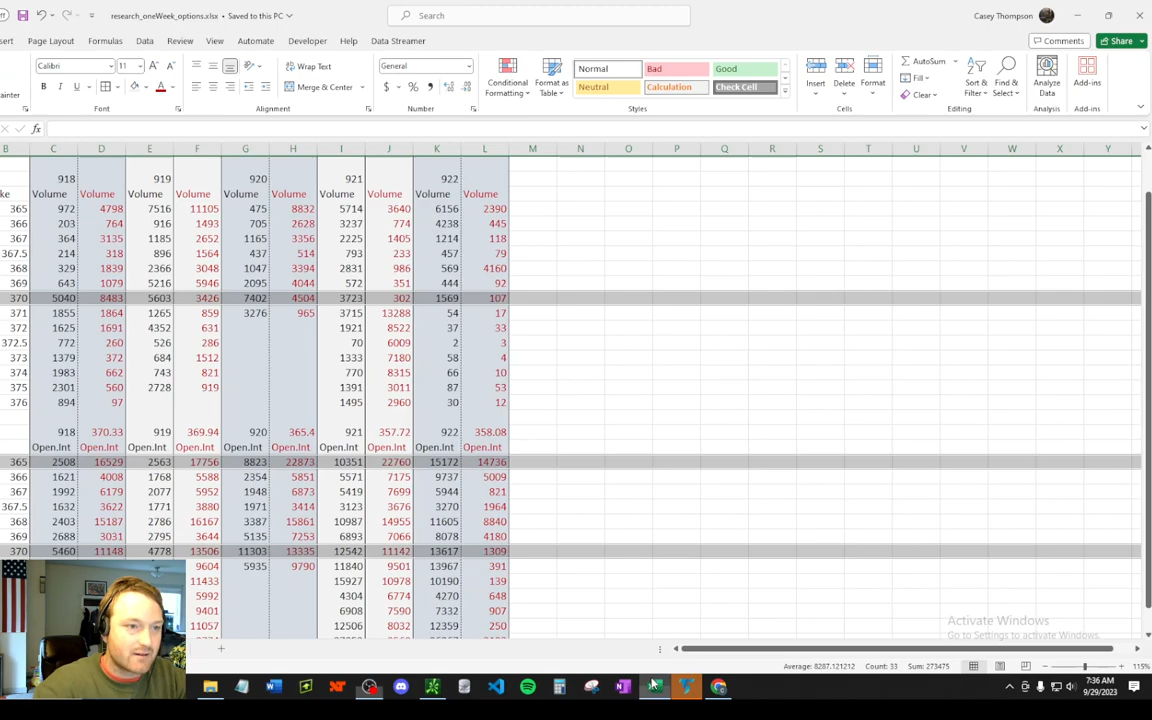 ff
research_oneWeek_options.xlsx • Saved to this PC
Search
Casey Thompson
sert Page Layout Formulas Data Review View Automate Developer Help Data Streamer
Comments Share
Calibri 11 A A Wrap Text General
Conditional Formatting Format as Table Normal Bad Good
Neutral Calculation Check Cell
Insert Delete Format
AutoSum Fill Clear
Sort & Filter Find & Select Analyze Data Add-ins
ainter B I U A Merge & Center $ % 9
Font Alignment Number Styles Cells Editing Analysis Add-ins
fx
B C D E F G H I J K L M N O P Q R S T U V W X Y
918 919 920 921 922
ke Volume Volume Volume Volume Volume Volume Volume Volume Volume Volume
365 972 4798 7516 11105 475 8832 5714 3640 6156 2390
366 203 764 916 1493 705 2628 3237 774 4238 445
367 364 3135 1185 2652 1165 3356 2225 1405 1214 118
367.5 214 318 896 1564 437 514 793 233 457 79
368 329 1839 2366 3048 1047 3394 2831 986 569 4160
369 643 1079 5216 5946 2095 4044 572 351 444 92
370 5040 8483 5603 3426 7402 4504 3723 302 1569 107
371 1855 1864 1265 859 3276 965 3715 13288 54 17
372 1625 1691 4352 631 1921 8522 37 33
372.5 772 260 526 286 70 6009 2 3
373 1379 372 684 1512 1333 7180 58 4
374 1983 662 743 821 770 8315 66 10
375 2301 560 2728 919 1391 3011 87 53
376 894 97 1495 2960 30 12
918 370.33 919 369.94 920 365.4 921 357.72 922 358.08
Open.Int Open.Int Open.Int Open.Int Open.Int Open.Int Open.Int Open.Int Open.Int Open.Int
365 2508 16529 2563 17756 8823 22873 10351 22760 15172 14736
366 1621 4008 1768 5588 2354 5851 5571 7175 9737 5009
367 1992 6179 2077 5952 1948 6873 5419 7699 5944 821
367.5 1632 3622 1771 3880 1971 3414 3123 3676 3270 1964
368 2403 15187 2786 16167 3387 15861 10987 14955 11605 8840
369 2688 3031 2795 3644 5135 7253 6893 7066 8078 4180
370 5460 11148 4778 13506 11303 13335 12542 11142 13617 1309
9604 5935 9790 11840 9501 13967 391
11433 15927 10978 10190 139
5992 4304 6774 4270 648
9401 6908 7590 7332 907
11057 12506 8032 12359 250
Activate Windows
Go to Settings to activate Windows.
Average: 8287.121212 Count: 33 Sum: 273475 115%
7:36 AM
9/29/2023